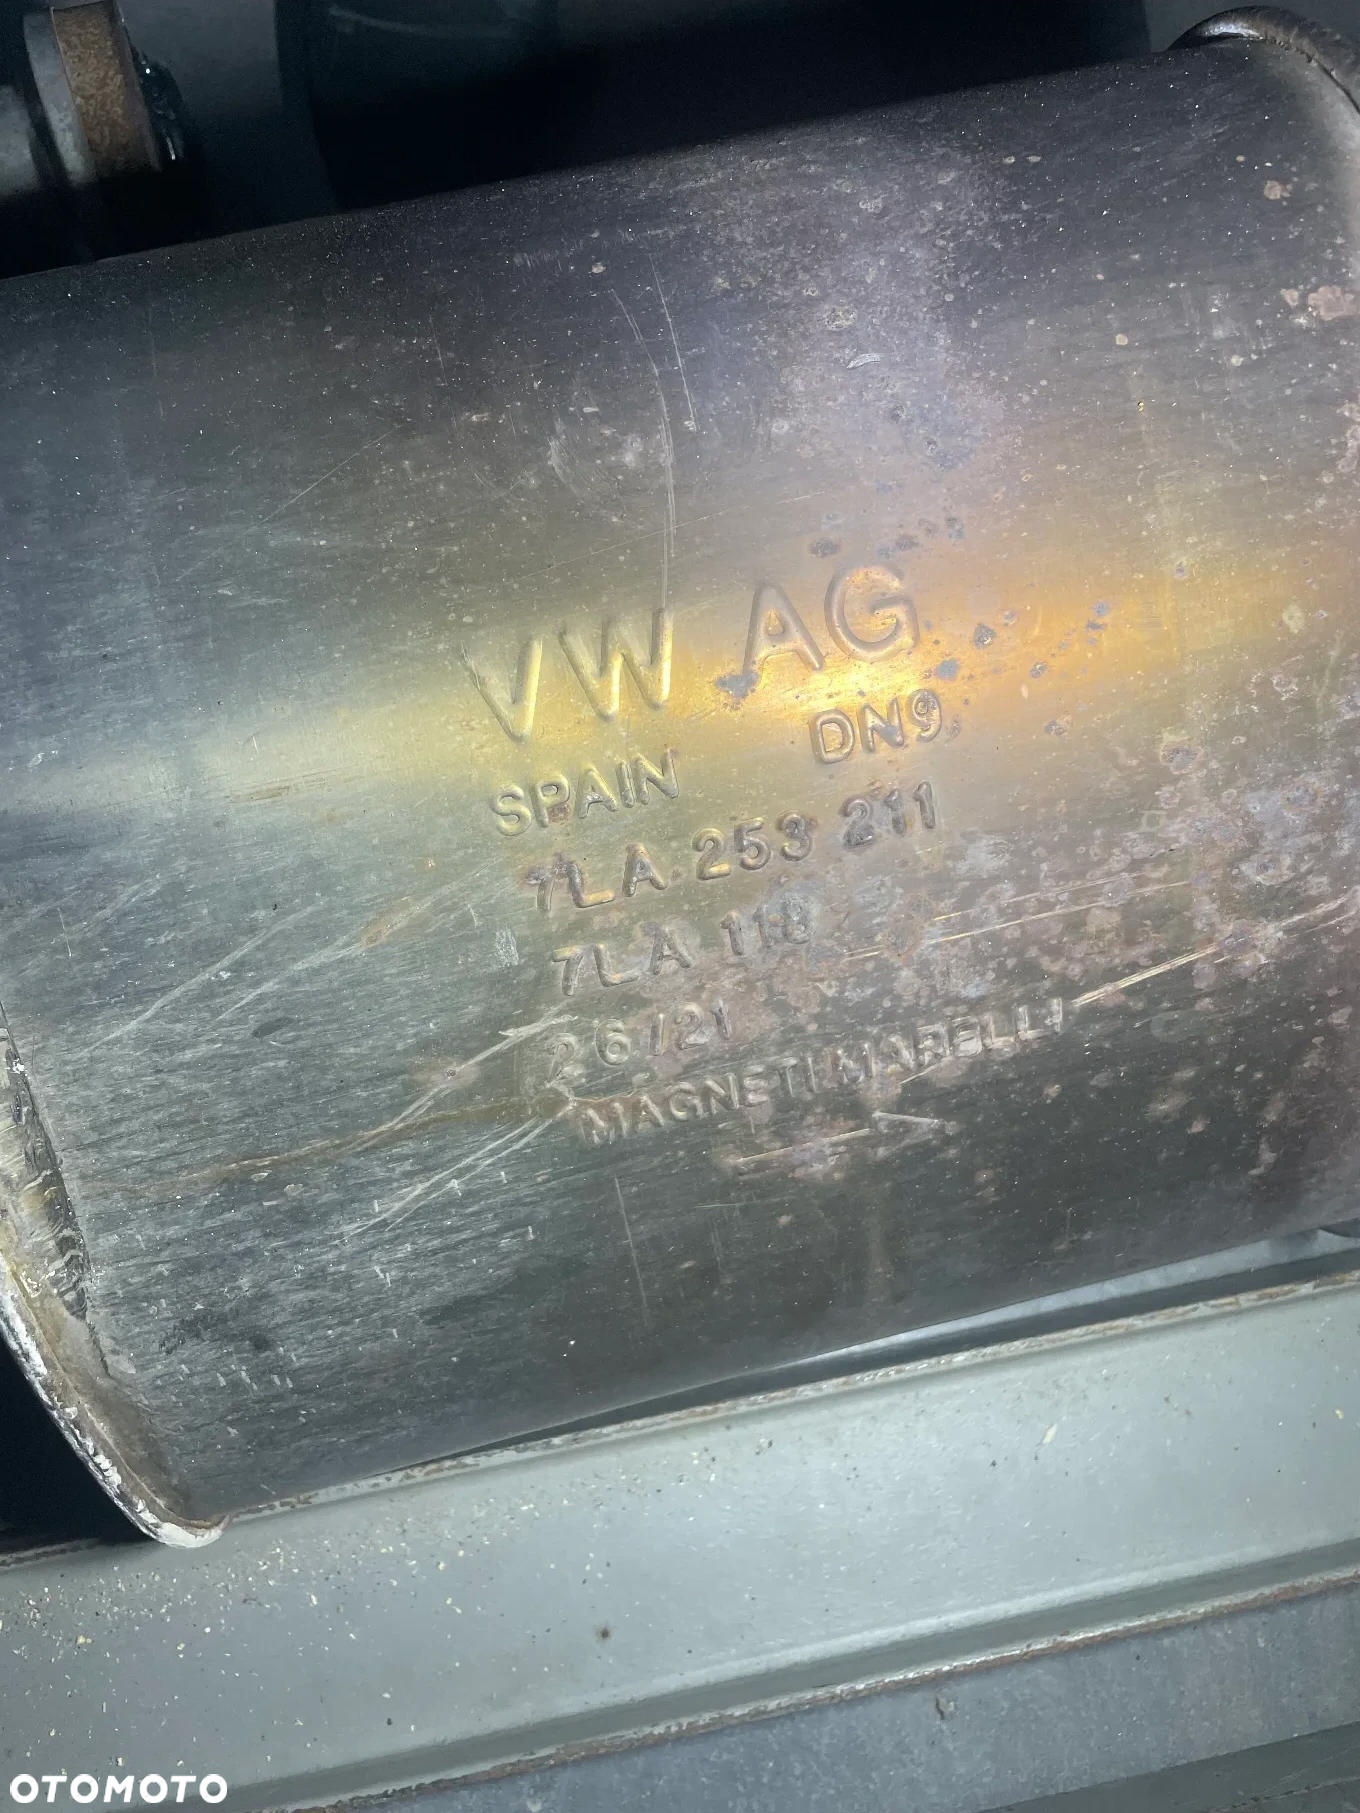 VW AG
SPAIN DN9
7LA 253 211
7LA 118
26/21
MAGNETI MARELLI
OTOMOTO